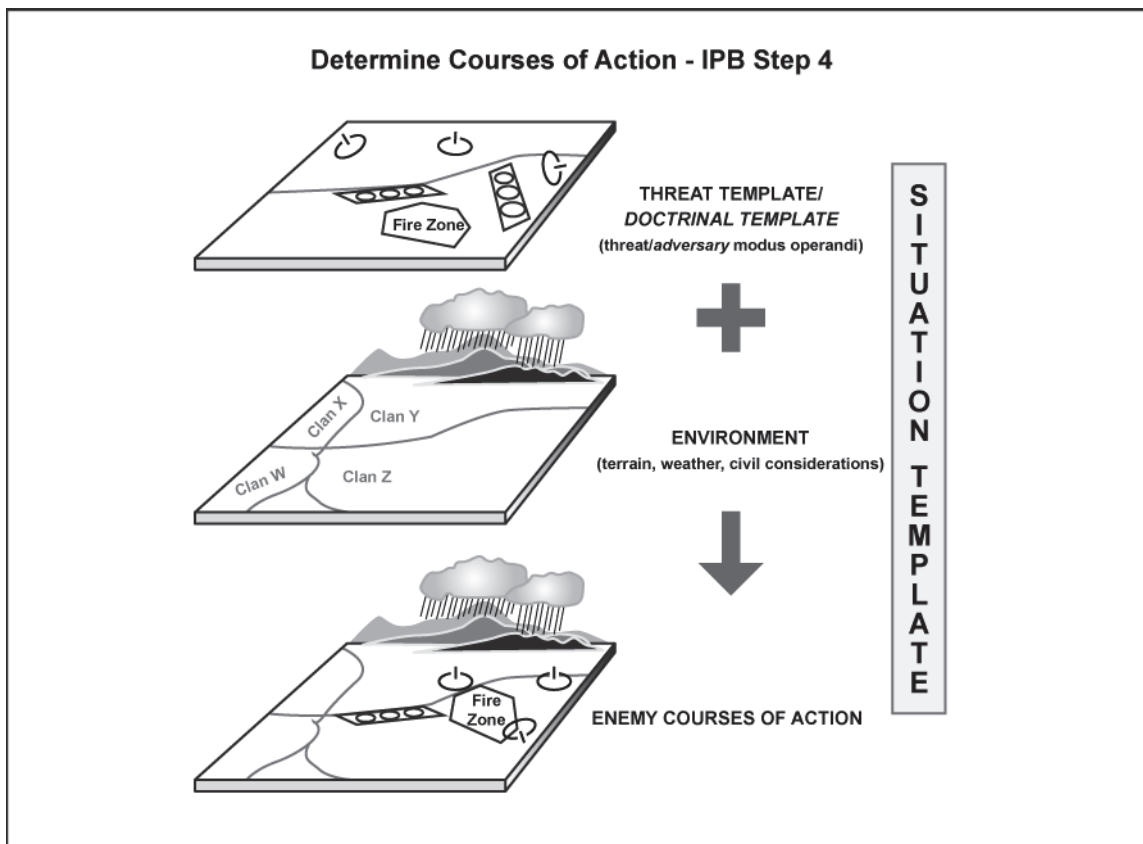 Determine Courses of Action - IPB Step 4
Fire Zone
THREAT TEMPLATE/
DOCTRINAL TEMPLATE
(threat/adversary modus operandi)
Clan X
Clan Y
Clan W
Clan Z
ENVIRONMENT
(terrain, weather, civil considerations)
Fire
Zone
ENEMY COURSES OF ACTION
SITUATION TEMPLATE